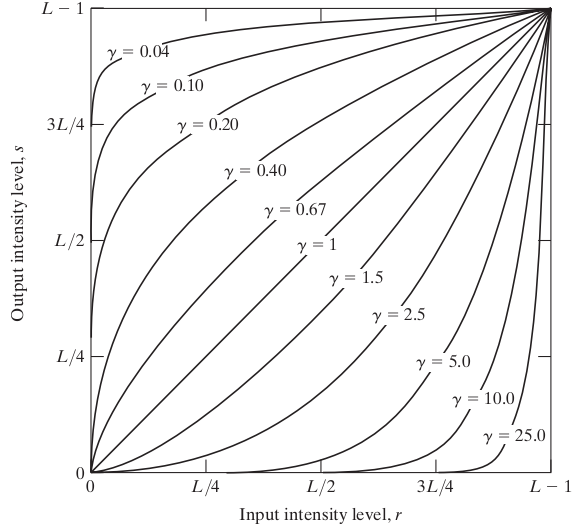 L − 1
γ = 0.04
γ = 0.10
3L/4
γ = 0.20
γ = 0.40
γ = 0.67
Output intensity level, s
L/2
γ = 1
γ = 1.5
γ = 2.5
L/4
γ = 5.0
γ = 10.0
γ = 25.0
0
0
L/4
L/2
3L/4
L − 1
Input intensity level, r